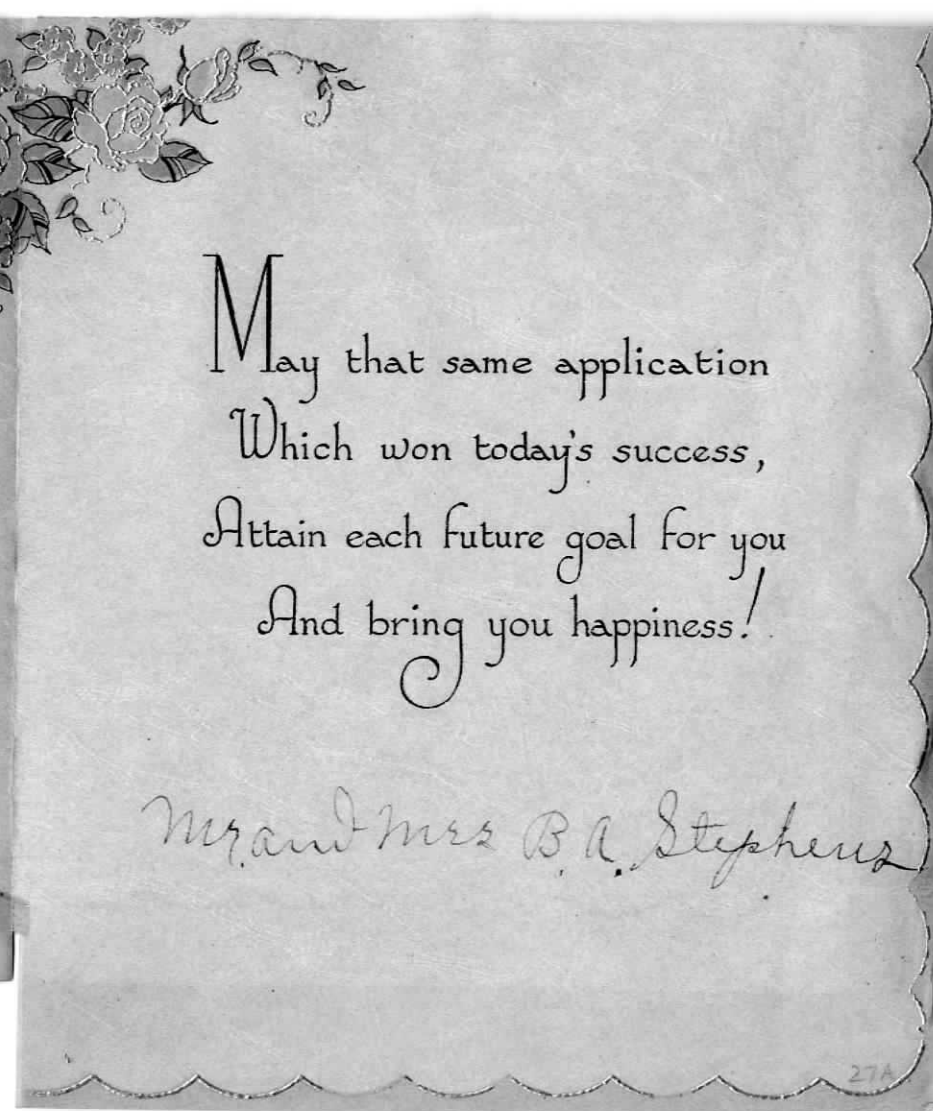 May that same application
Which won today's success,
Attain each future goal for you
And bring you happiness!
Mr. and Mrs B. A. Stephens
27A